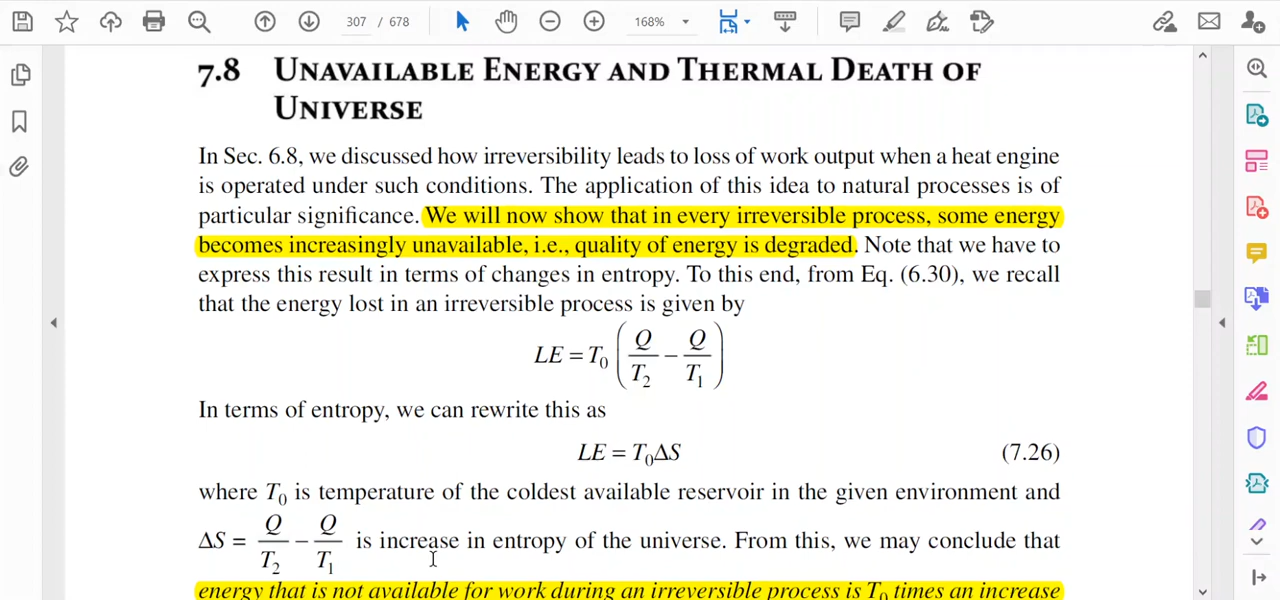 307 / 678
168%
7.8 Unavailable Energy and Thermal Death of
Universe
In Sec. 6.8, we discussed how irreversibility leads to loss of work output when a heat engine
is operated under such conditions. The application of this idea to natural processes is of
particular significance. We will now show that in every irreversible process, some energy
becomes increasingly unavailable, i.e., quality of energy is degraded. Note that we have to
express this result in terms of changes in entropy. To this end, from Eq. (6.30), we recall
that the energy lost in an irreversible process is given by
LE = T₀ (Q/T₂ − Q/T₁)
In terms of entropy, we can rewrite this as
LE = T₀ΔS (7.26)
where T₀ is temperature of the coldest available reservoir in the given environment and
ΔS = Q/T₂ − Q/T₁ is increase in entropy of the universe. From this, we may conclude that
energy that is not available for work during an irreversible process is T₀ times an increase